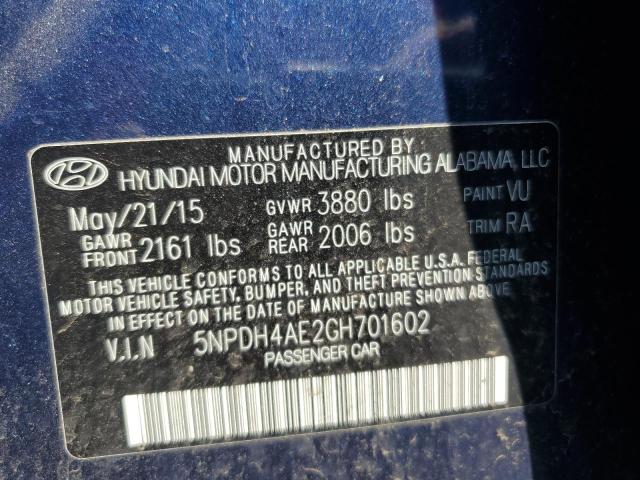 MANUFACTURED BY
HYUNDAI MOTOR MANUFACTURING ALABAMA, LLC
May/21/15 GVWR 3880 lbs PAINT VU
GAWR FRONT 2161 lbs GAWR REAR 2006 lbs TRIM RA
THIS VEHICLE CONFORMS TO ALL APPLICABLE U.S.A. FEDERAL
MOTOR VEHICLE SAFETY, BUMPER, AND THEFT PREVENTION STANDARDS
IN EFFECT ON THE DATE OF MANUFACTURE SHOWN ABOVE.
V.I.N 5NPDH4AE2GH701602
PASSENGER CAR